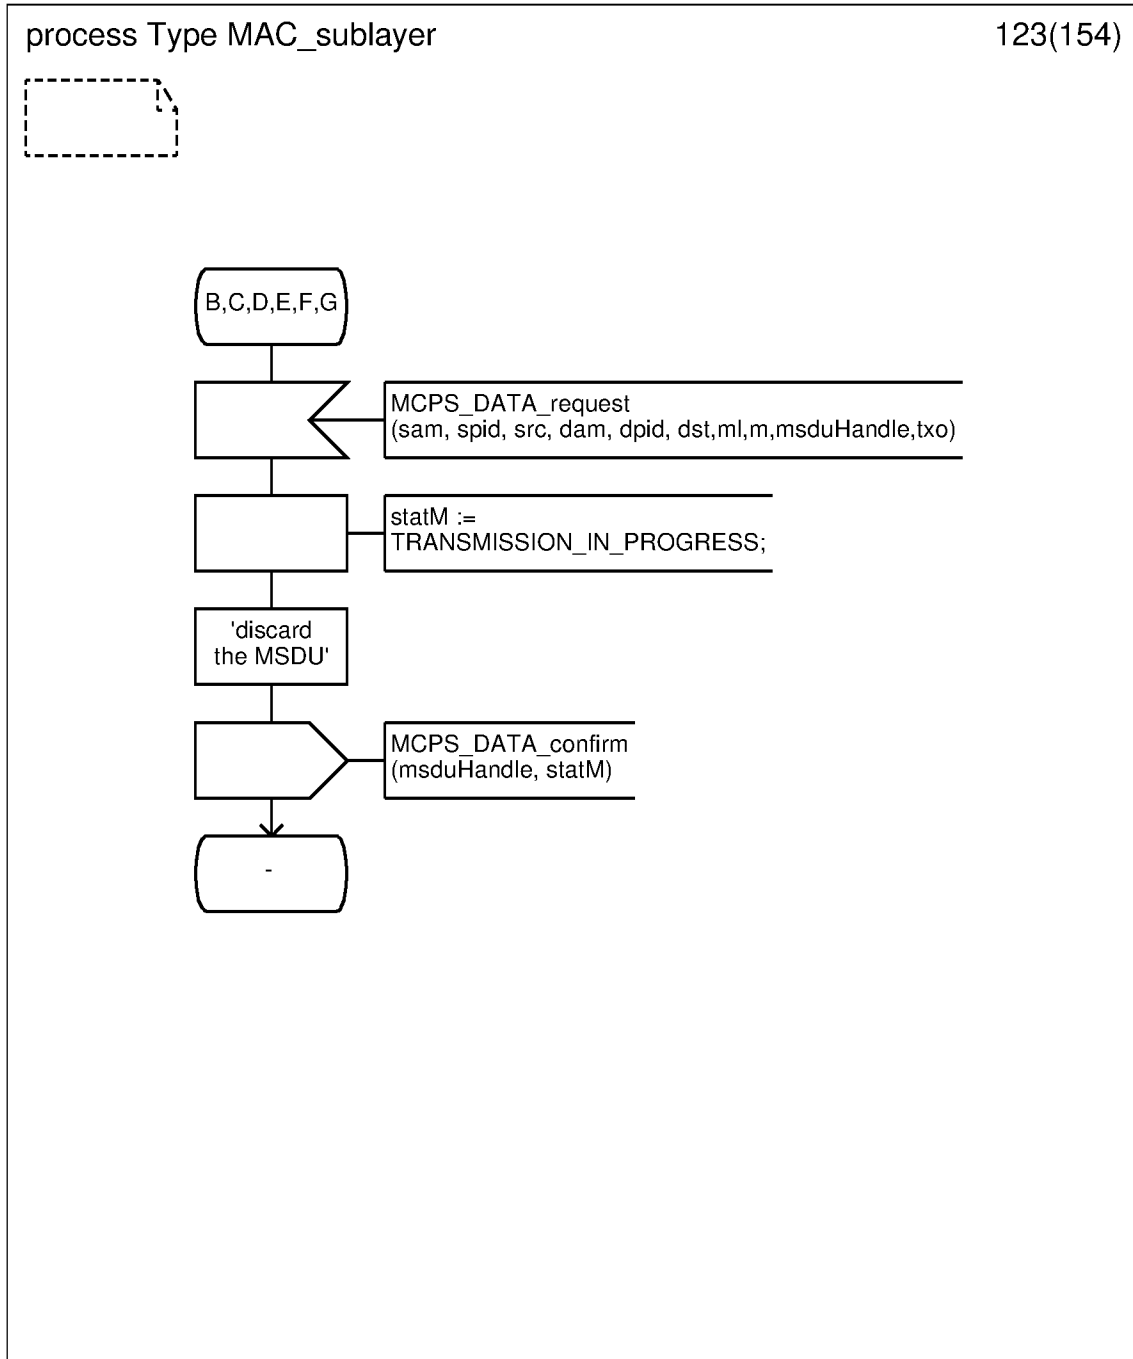 process Type MAC_sublayer
123(154)
B,C,D,E,F,G
MCPS_DATA_request
(sam, spid, src, dam, dpid, dst,ml,m,msduHandle,txo)
statM :=
TRANSMISSION_IN_PROGRESS;
'discard
the MSDU'
MCPS_DATA_confirm
(msduHandle, statM)
-